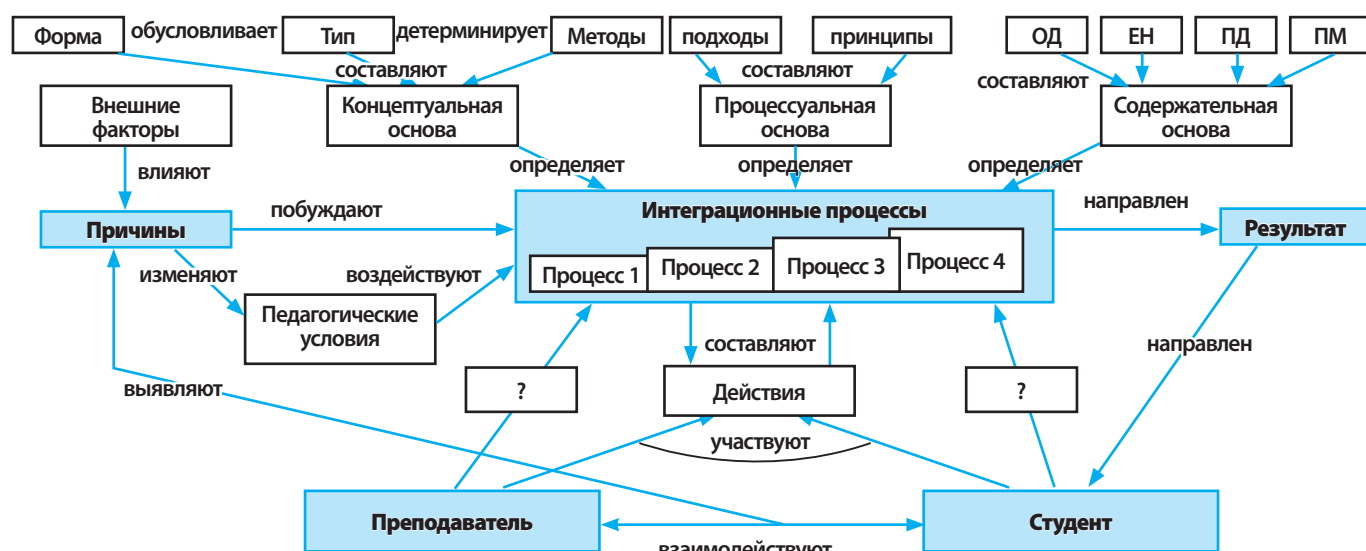 Форма
обусловливает
Тип
детерминирует
Методы
подходы
принципы
ОД
ЕН
ПД
ПМ
составляют
составляют
составляют
Внешние
факторы
Концептуальная
основа
Процессуальная
основа
Содержательная
основа
влияют
определяет
определяет
определяет
Причины
побуждают
Интеграционные процессы
направлен
Результат
изменяют
воздействуют
Процесс 1
Процесс 2
Процесс 3
Процесс 4
Педагогические
условия
составляют
направлен
выявляют
?
Действия
?
участвуют
Преподаватель
Студент
взаимодействуют